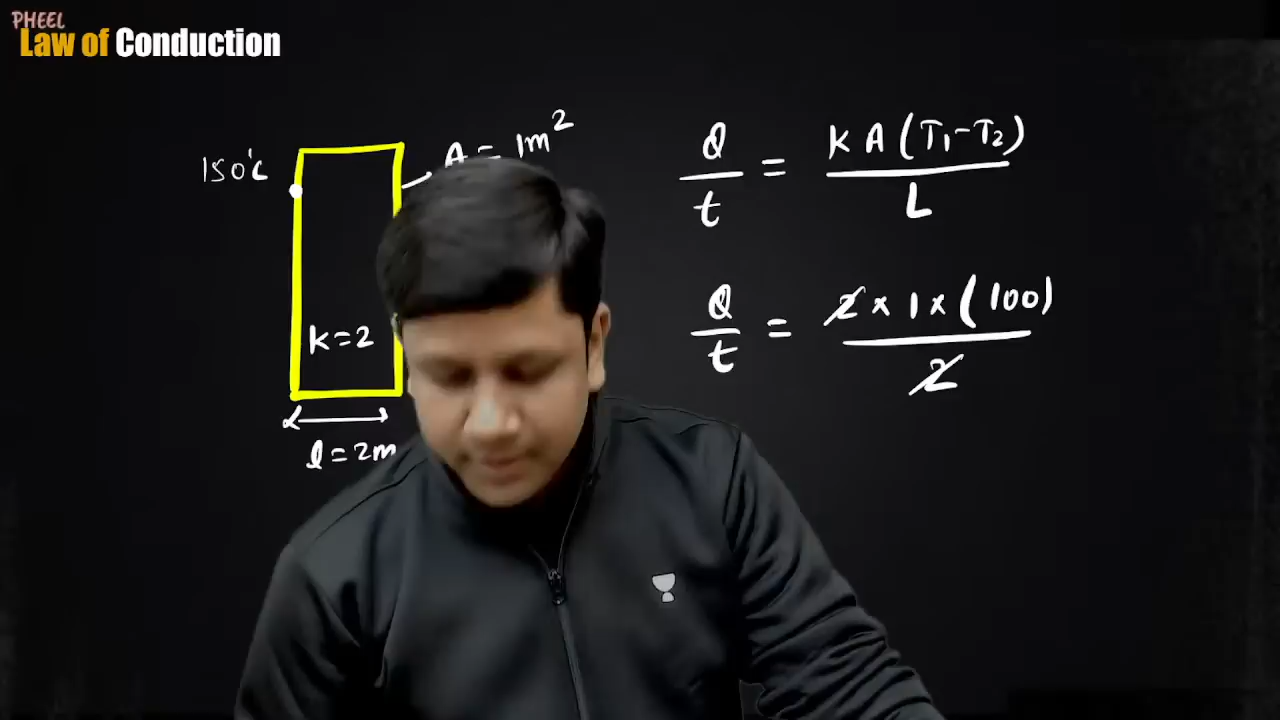 PHEEL
Law of Conduction
150°C
A = 1m²
K=2
l = 2m
Q/t = KA(T₁-T₂)/L
Q/t = 2 x 1 x (100)/2